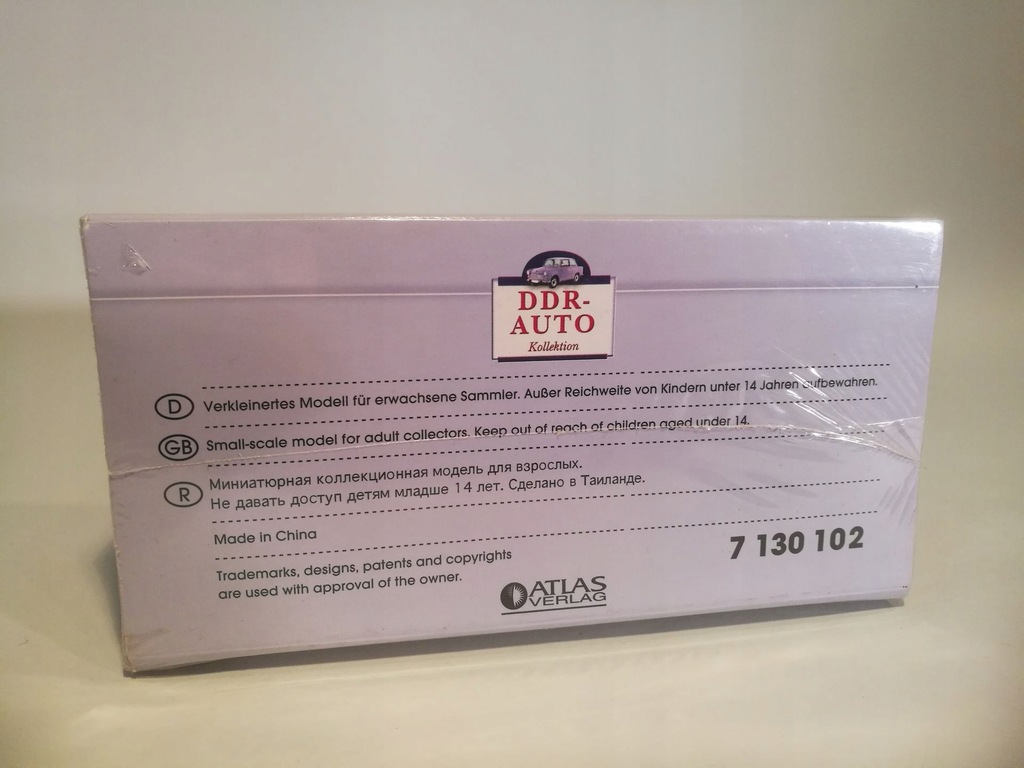 DDR-
AUTO
Kollektion
D Verkleinertes Modell für erwachsene Sammler. Außer Reichweite von Kindern unter 14 Jahren aufbewahren.
GB Small-scale model for adult collectors. Keep out of reach of children aged under 14.
R Миниатюрная коллекционная модель для взрослых.
Не давать доступ детям младше 14 лет. Сделано в Таиланде.
Made in China
7 130 102
Trademarks, designs, patents and copyrights
are used with approval of the owner.
ATLAS
VERLAG